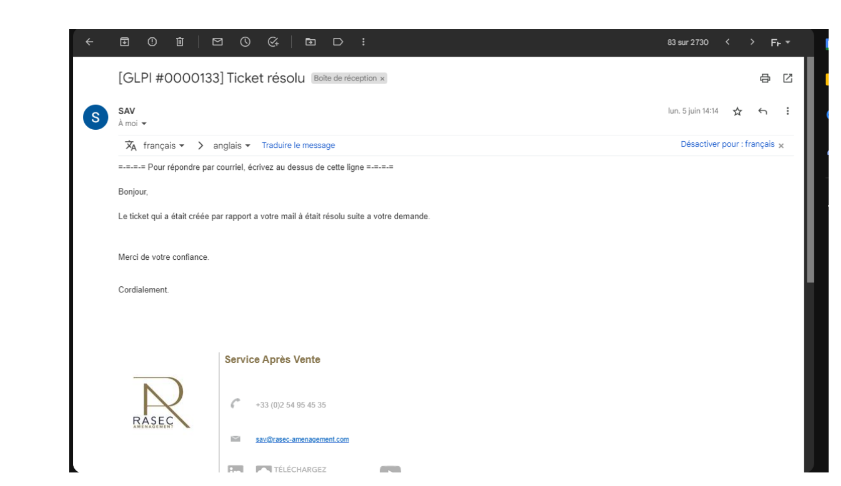 83 sur 2730
Fr
[GLPI #0000133] Ticket résolu Boîte de réception ×
S
SAV
lun. 5 juin 14:14
À moi
français > anglais Traduire le message
Désactiver pour : français ×
=-=-=-= Pour répondre par courriel, écrivez au dessus de cette ligne =-=-=-=
Bonjour,
Le ticket qui a était créée par rapport a votre mail à était résolu suite a votre demande.
Merci de votre confiance.
Cordialement.
Service Après Vente
+33 (0)2 54 95 45 35
RASEC
AMENAGEMENT
sav@rasec-amenagement.com
TÉLÉCHARGEZ